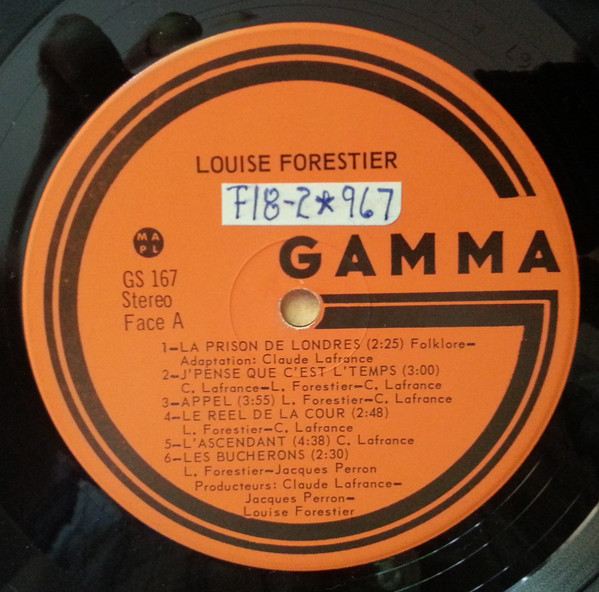 LOUISE FORESTIER
F18-2*967
GAMMA
MA
PL
GS 167
Stereo
Face A
1-LA PRISON DE LONDRES (2:25) Folklore-
Adaptation: Claude Lafrance
2-J'PENSE QUE C'EST L'TEMPS (3:00)
C. Lafrance-L. Forestier-C. Lafrance
3-APPEL (3:55) L. Forestier-C. Lafrance
4-LE REEL DE LA COUR (2:48)
L. Forestier-C. Lafrance
5-L'ASCENDANT (4:38) C. Lafrance
6-LES BUCHERONS (2:30)
L. Forestier-Jacques Perron
Producteurs: Claude Lafrance-
Jacques Perron-
Louise Forestier